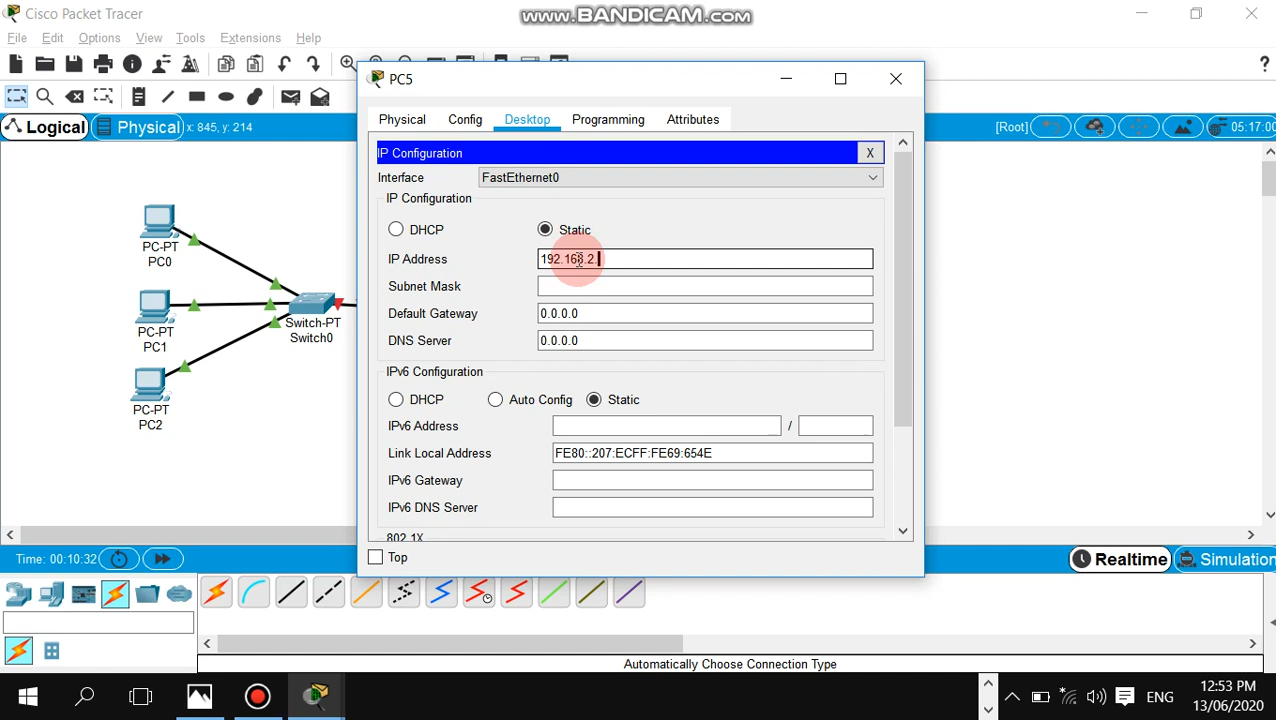 Cisco Packet Tracer
www.BANDICAM.com
File Edit Options View Tools Extensions Help
?
Logical Physical x: 845, y: 214 [Root] 05:17:00
PC5
Physical Config Desktop Programming Attributes
IP Configuration X
Interface FastEthernet0
IP Configuration
DHCP Static
IP Address 192.168.2.
Subnet Mask
Default Gateway 0.0.0.0
DNS Server 0.0.0.0
IPv6 Configuration
DHCP Auto Config Static
IPv6 Address /
Link Local Address FE80::207:ECFF:FE69:654E
IPv6 Gateway
IPv6 DNS Server
802.1X
Top
PC-PT
PC0
PC-PT
PC1
PC-PT
PC2
Switch-PT
Switch0
Time: 00:10:32 Realtime Simulation
Automatically Choose Connection Type
ENG
12:53 PM
13/06/2020